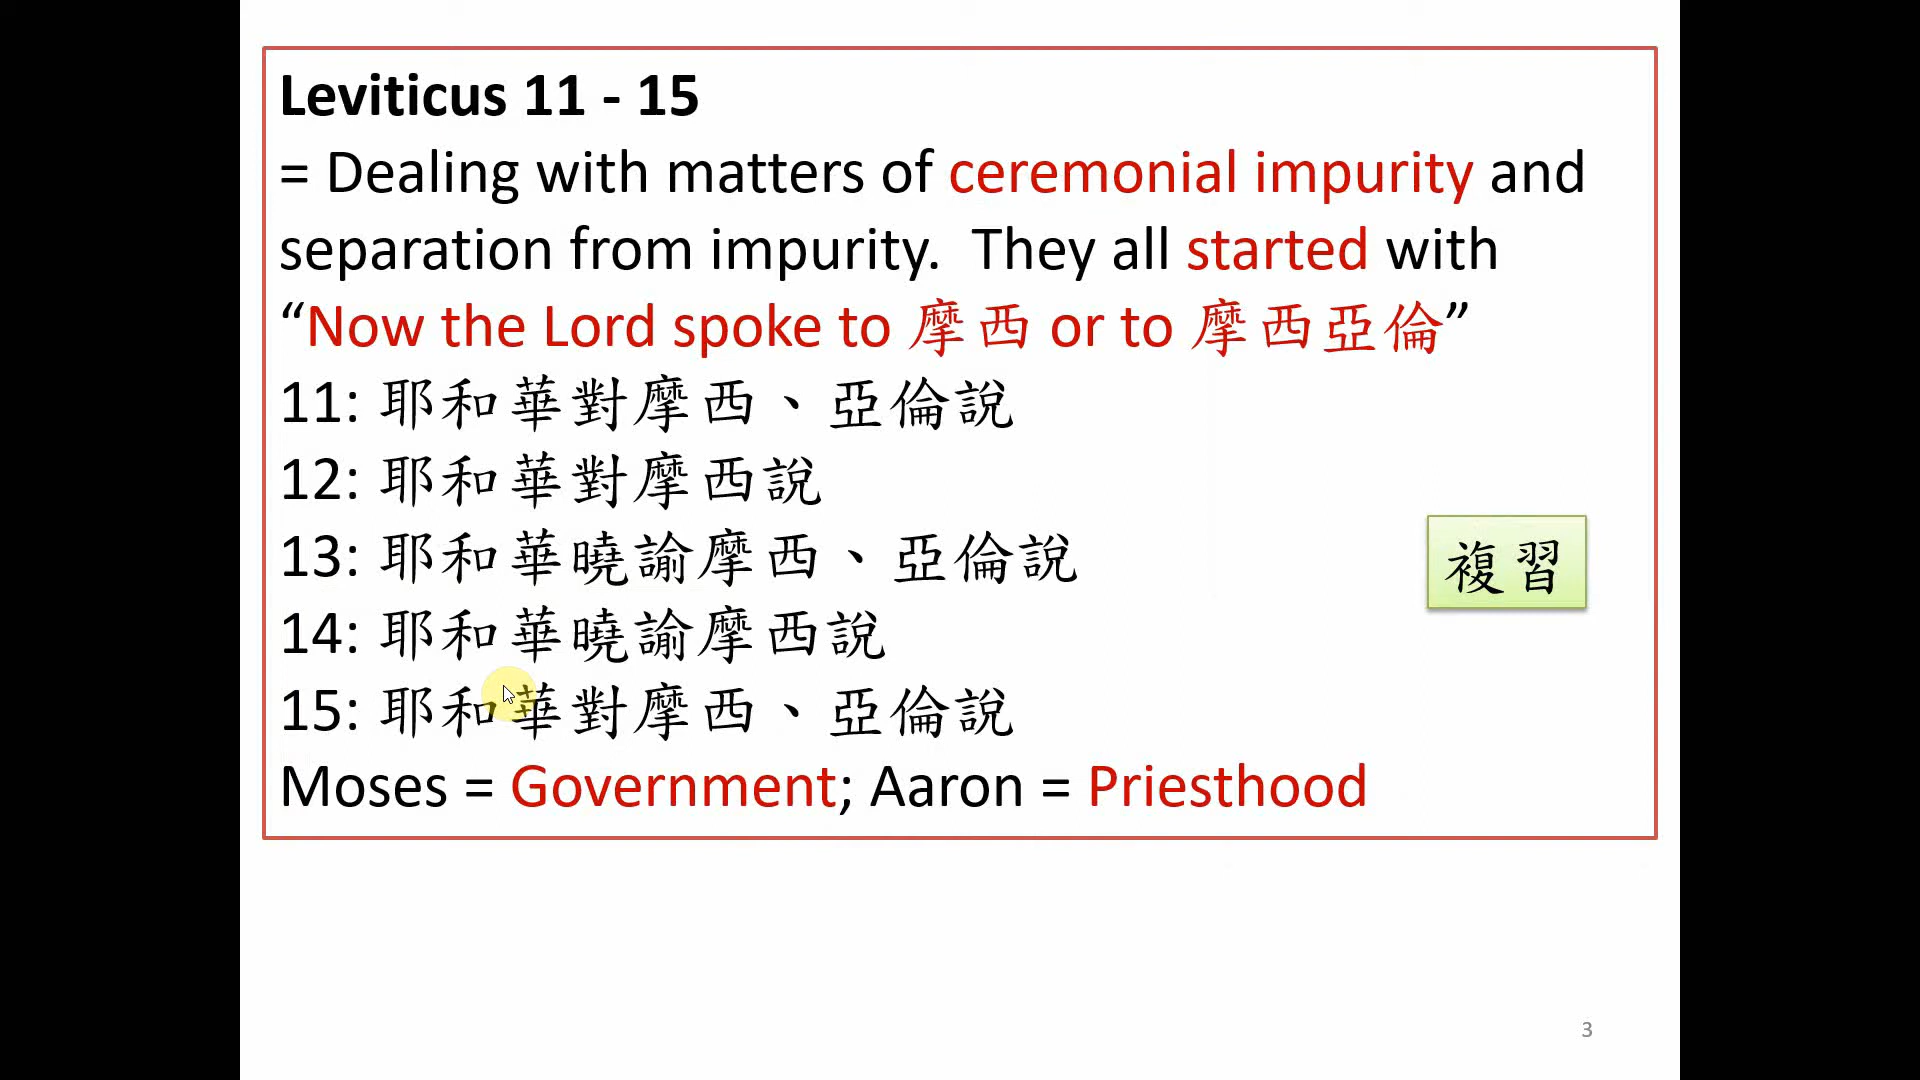 Leviticus 11 - 15
= Dealing with matters of ceremonial impurity and
separation from impurity.  They all started with
“Now the Lord spoke to 摩西 or to 摩西亞倫”
11: 耶和華對摩西、亞倫說
12: 耶和華對摩西說
13: 耶和華曉諭摩西、亞倫說
14: 耶和華曉諭摩西說
15: 耶和華對摩西、亞倫說
Moses = Government; Aaron = Priesthood
複習
3